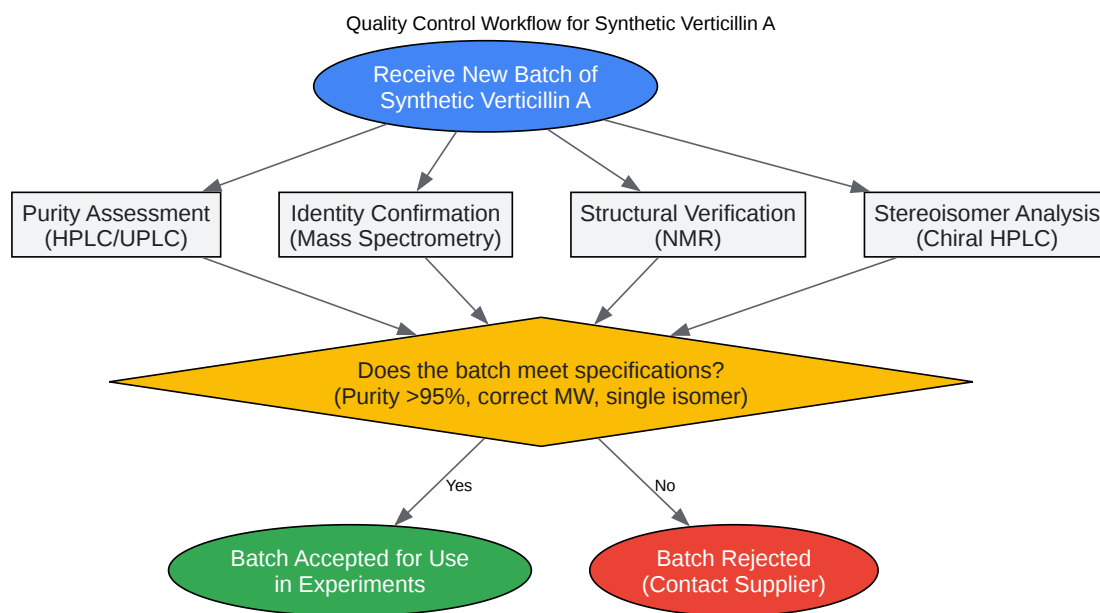 Quality Control Workflow for Synthetic Verticillin A
Receive New Batch of
Synthetic Verticillin A
Purity Assessment
(HPLC/UPLC)
Identity Confirmation
(Mass Spectrometry)
Structural Verification
(NMR)
Stereoisomer Analysis
(Chiral HPLC)
Does the batch meet specifications?
(Purity >95%, correct MW, single isomer)
Yes
No
Batch Accepted for Use
in Experiments
Batch Rejected
(Contact Supplier)